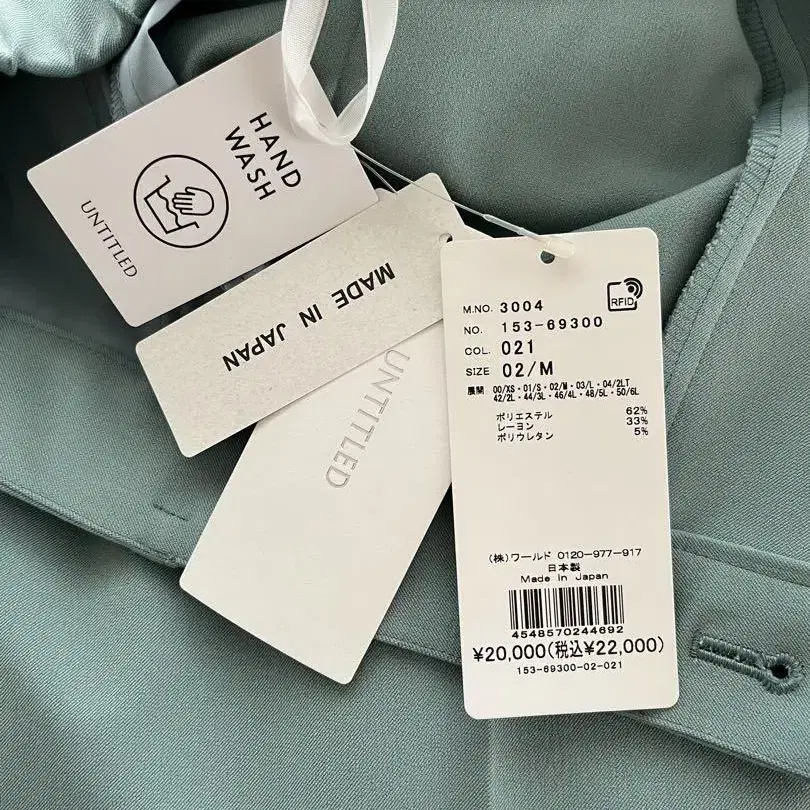 HAND
WASH
UNTITLED
MADE IN JAPAN
UNTITLED
RFID
M.NO. 3004
NO. 153-69300
COL. 021
SIZE 02/M
展開 00/XS・01/S・02/M・03/L・04/2LT
42/2L・44/3L・46/4L・48/5L・50/6L
ポリエステル 62%
レーヨン 33%
ポリウレタン 5%
(株)ワールド 0120-977-917
日本製
Made in Japan
4548570244692
¥20,000(税込¥22,000)
153-69300-02-021